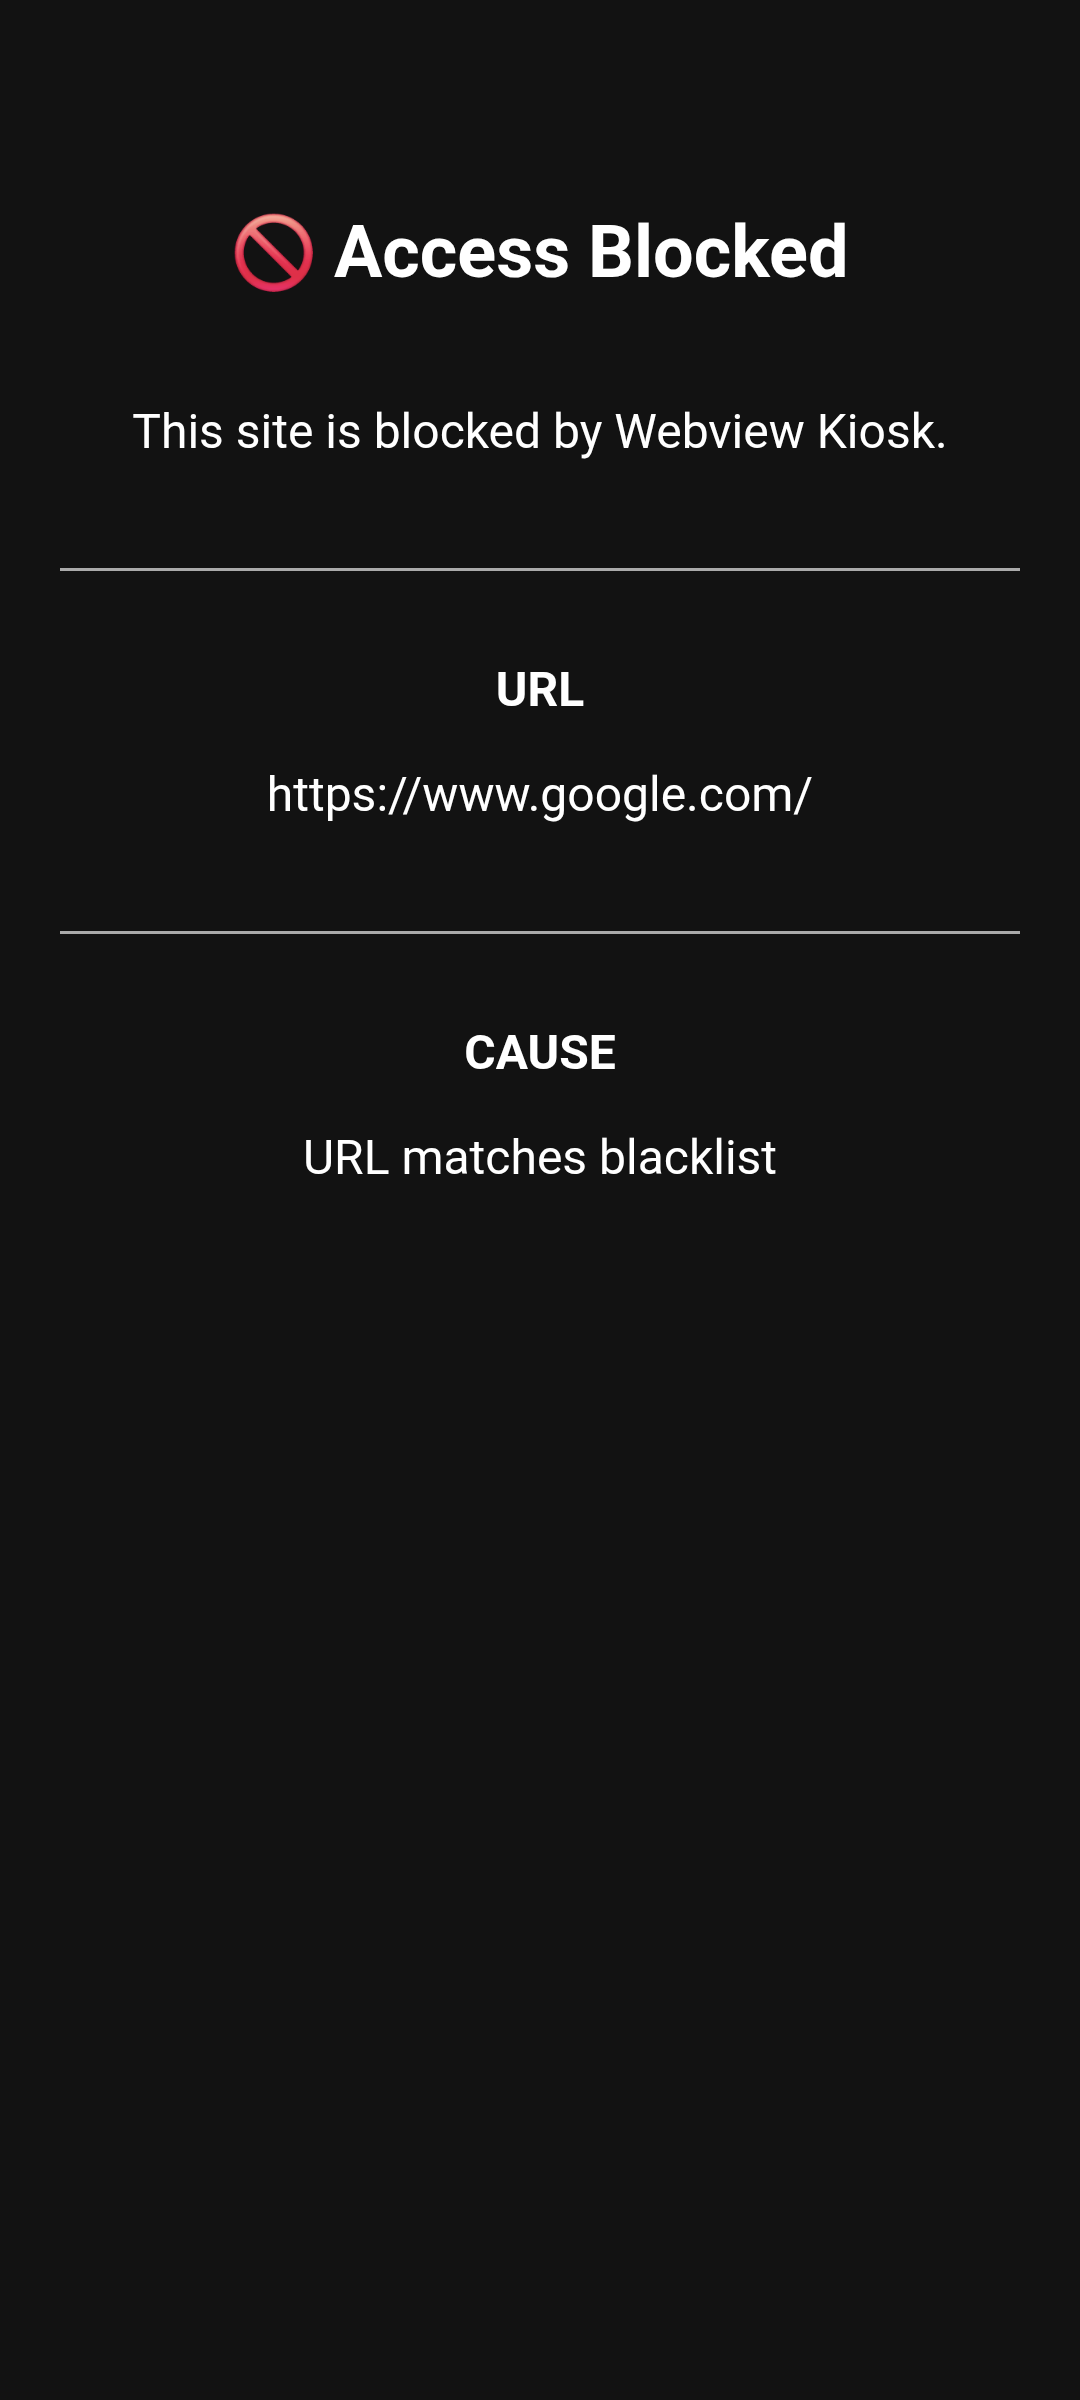 🚫 Access Blocked
This site is blocked by Webview Kiosk.
URL
https://www.google.com/
CAUSE
URL matches blacklist